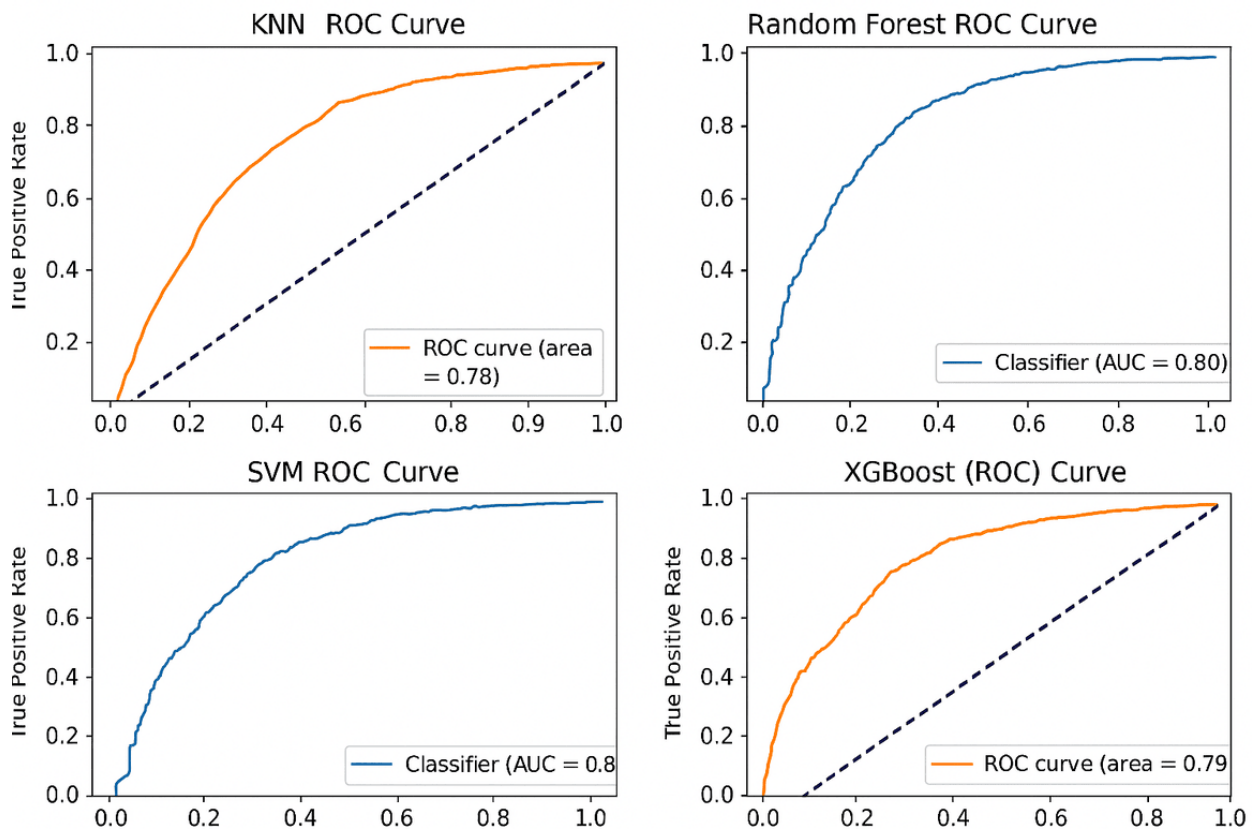 KNN ROC Curve
True Positive Rate
1.0
0.8
0.6
0.4
0.2
ROC curve (area
= 0.78)
0.0 0.2 0.4 0.6 0.8 0.9 1.0
Random Forest ROC Curve
1.0
0.8
0.6
0.4
0.2
Classifier (AUC = 0.80)
0.0 0.2 0.4 0.6 0.8 1.0
SVM ROC Curve
True Positive Rate
1.0
0.8
0.6
0.4
0.2
0.0
Classifier (AUC = 0.8
0.0 0.2 0.4 0.6 0.8 1.0
XGBoost (ROC) Curve
True Positive Rate
1.0
0.8
0.6
0.4
0.2
0.0
ROC curve (area = 0.79
0.0 0.2 0.4 0.6 0.8 1.0